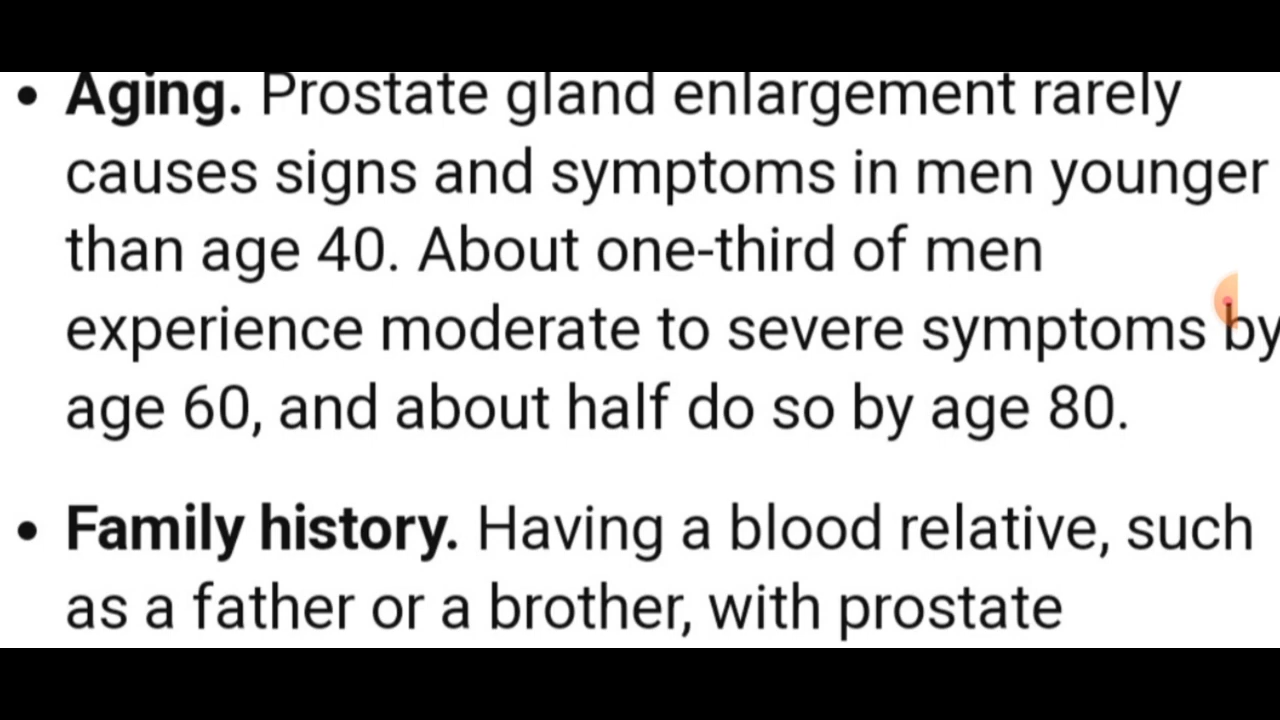 • Aging. Prostate gland enlargement rarely
causes signs and symptoms in men younger
than age 40. About one-third of men
experience moderate to severe symptoms by
age 60, and about half do so by age 80.
• Family history. Having a blood relative, such
as a father or a brother, with prostate